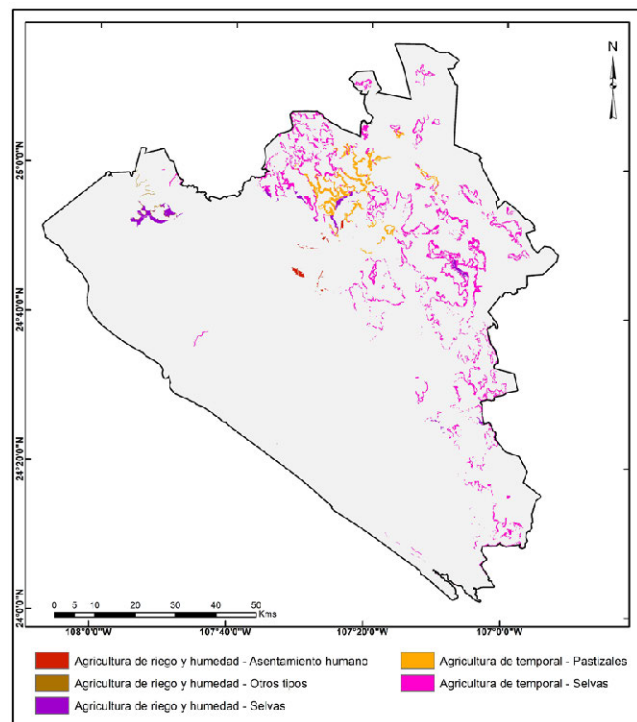 N
25°0'0"N
24°40'0"N
24°20'0"N
24°0'0"N
0 5 10 20 30 40 50
Kms
108°0'0"W 107°40'0"W 107°20'0"W 107°0'0"W
Agricultura de riego y humedad - Asentamiento humano
Agricultura de riego y humedad - Otros tipos
Agricultura de riego y humedad - Selvas
Agricultura de temporal - Pastizales
Agricultura de temporal - Selvas